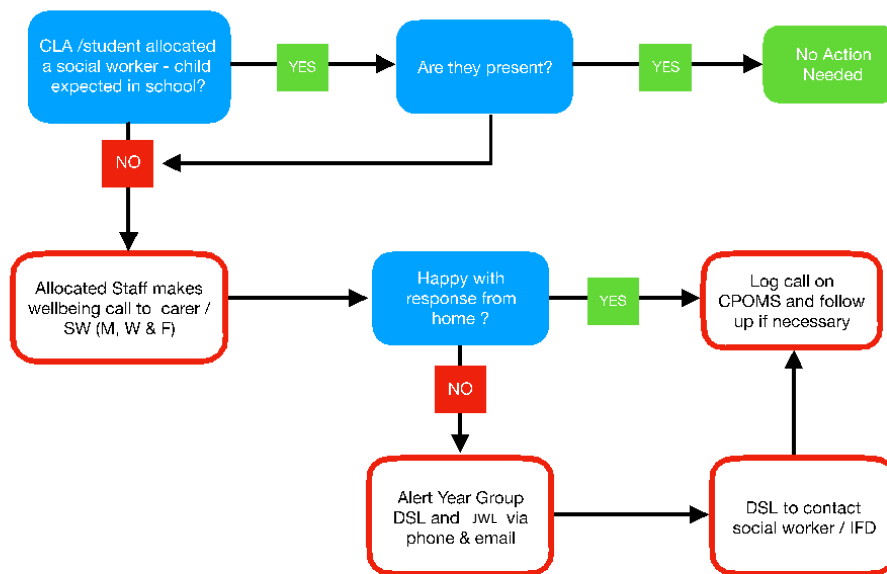 CLA /student allocated
a social worker - child
expected in school?
YES
Are they present?
YES
No Action
Needed
NO
Allocated Staff makes
wellbeing call to carer /
SW (M, W & F)
Happy with
response from
home ?
YES
Log call on
CPOMS and follow
up if necessary
NO
Alert Year Group
DSL and JWL via
phone & email
DSL to contact
social worker / IFD